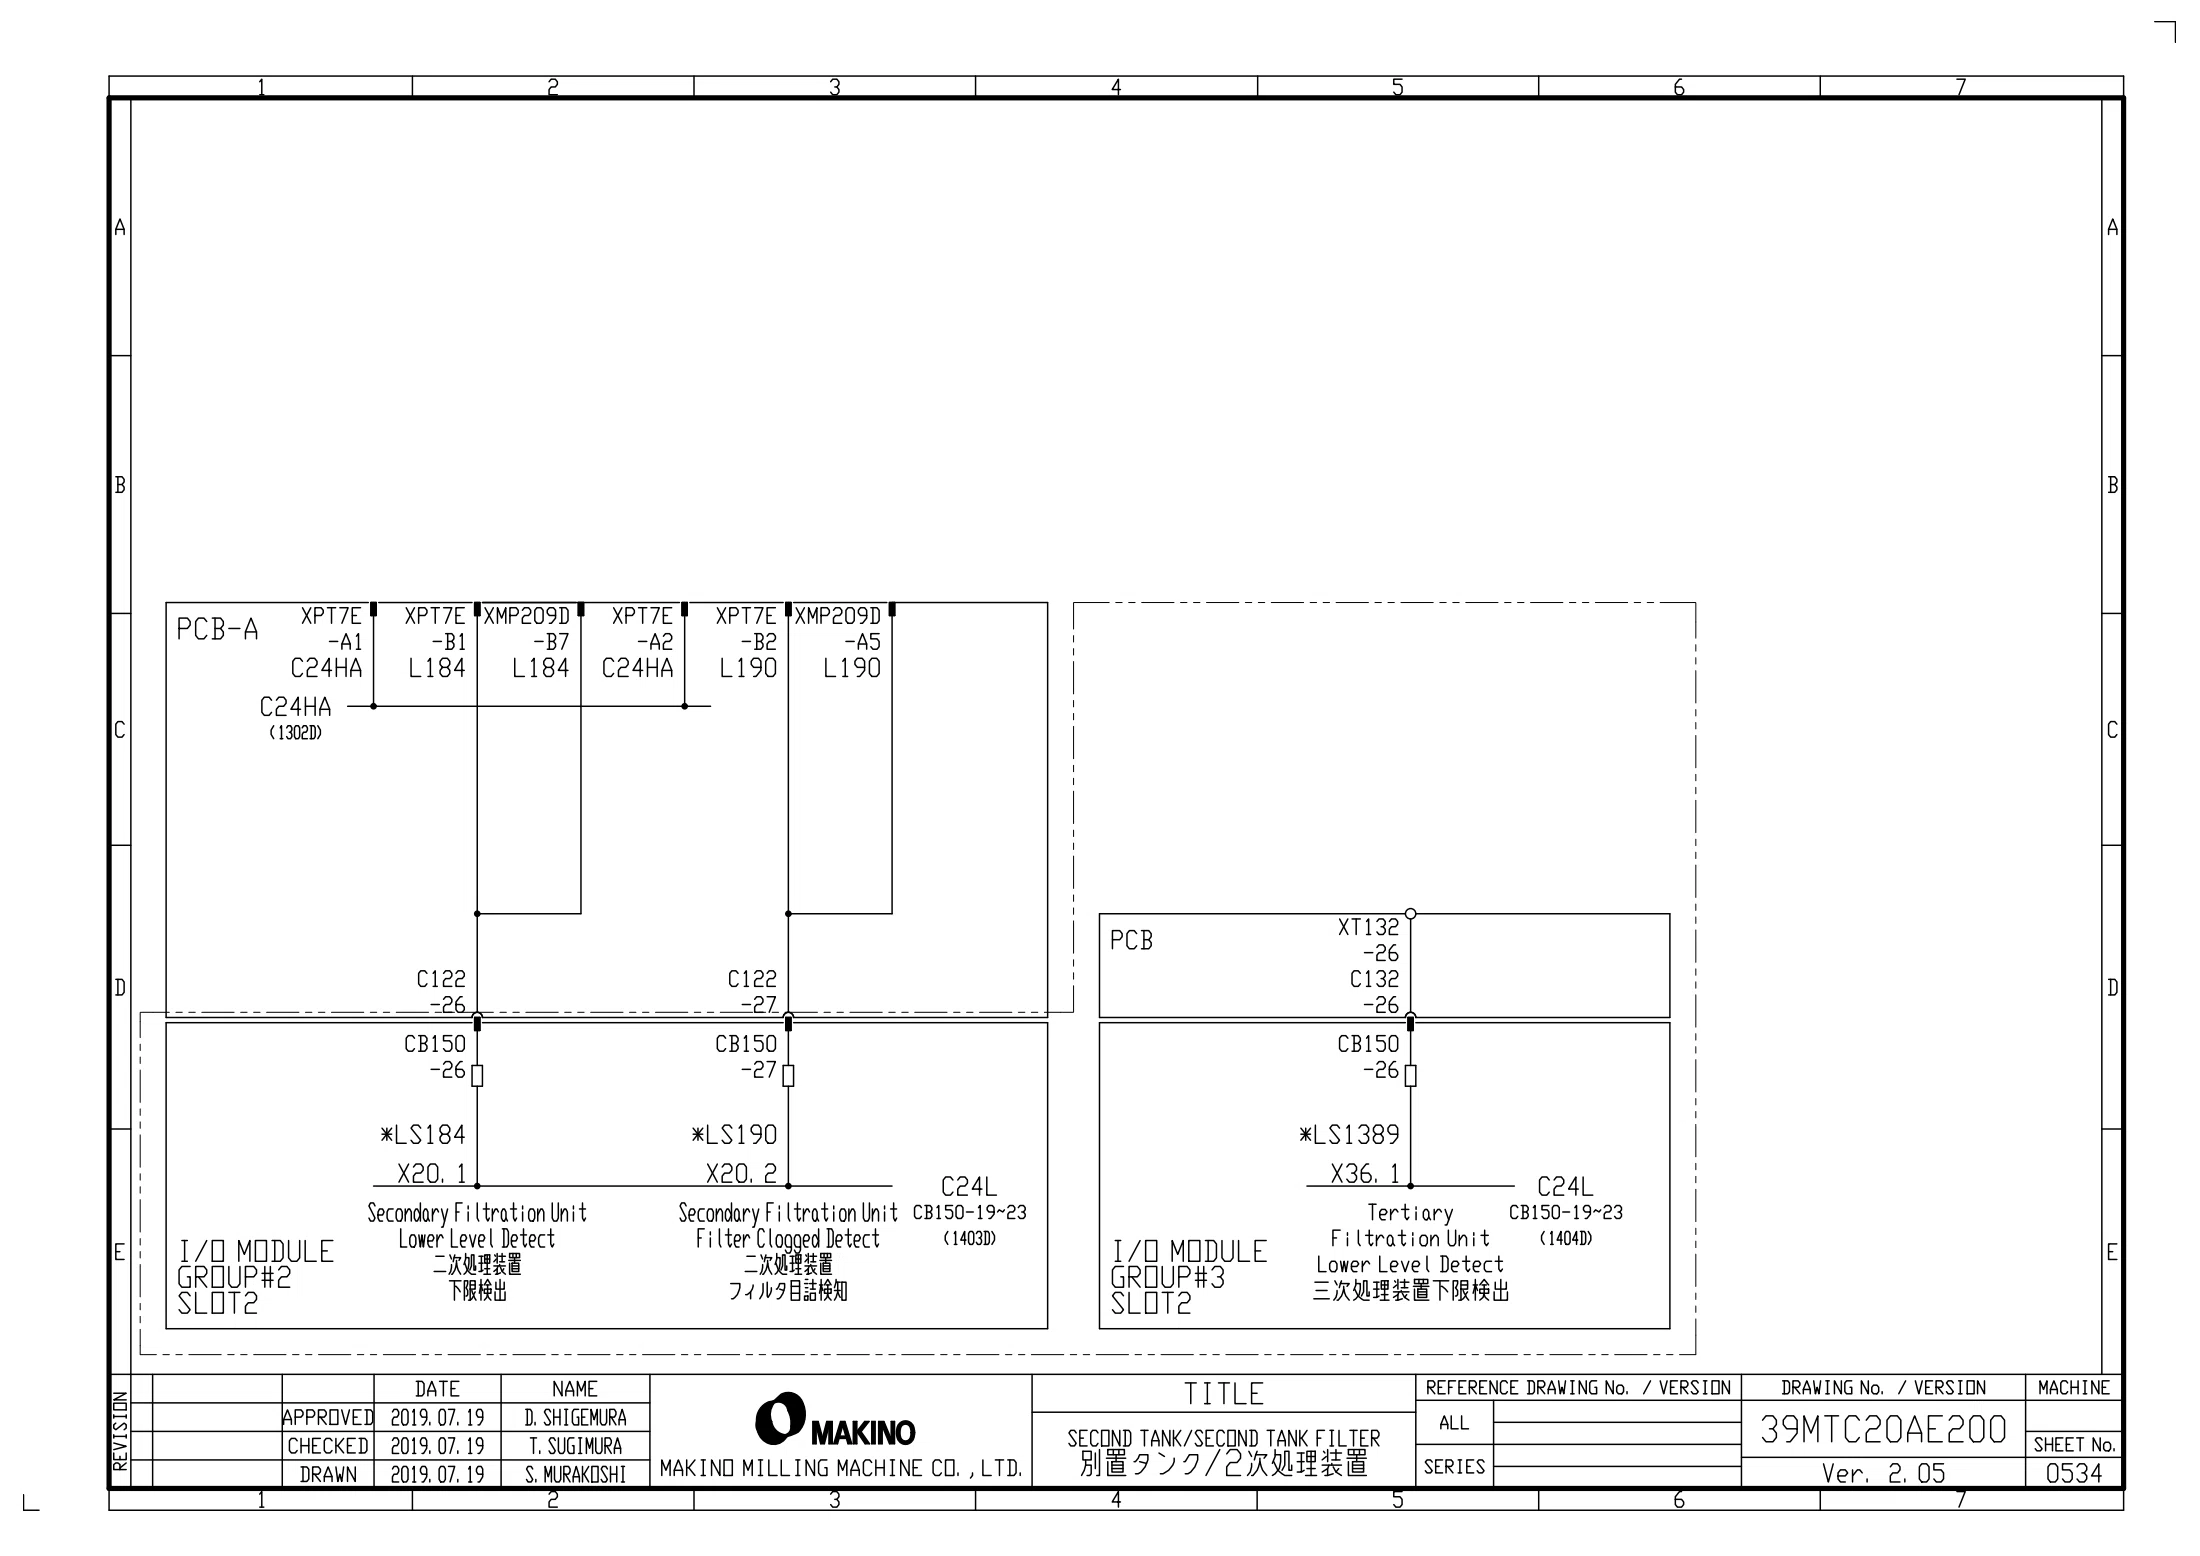 1 2 3 4 5 6 7
A A
B B
XPT7E XPT7E XMP209D XPT7E XPT7E XMP209D
PCB-A
-A1 -B1 -B7 -A2 -B2 -A5
C24HA L184 L184 C24HA L190 L190
C24HA
(1302D)
C C
XT132
PCB
-26
C122 C122 C132
-26 -27 -26
D D
CB150 CB150 CB150
-26 -27 -26
*LS184 *LS190 *LS1389
X20.1 X20.2 X36.1
C24L C24L
CB150-19~23 CB150-19~23
(1403D) (1404D)
Secondary Filtration Unit
Lower Level Detect
二次処理装置
下限検出
Secondary Filtration Unit
Filter Clogged Detect
二次処理装置
フィルタ目詰検知
Tertiary
Filtration Unit
Lower Level Detect
三次処理装置下限検出
E E
I/O MODULE
GROUP#2
SLOT2
I/O MODULE
GROUP#3
SLOT2
REVISION
DATE NAME
APPROVED 2019.07.19 D. SHIGEMURA
CHECKED 2019.07.19 T. SUGIMURA
DRAWN 2019.07.19 S. MURAKOSHI
MAKINO
MAKINO MILLING MACHINE CO.,LTD.
TITLE
SECOND TANK/SECOND TANK FILTER
別置タンク/2次処理装置
REFERENCE DRAWING No. / VERSION
ALL
SERIES
DRAWING No. / VERSION
39MTC20AE200
Ver. 2.05
MACHINE
SHEET No.
0534
1 2 3 4 5 6 7